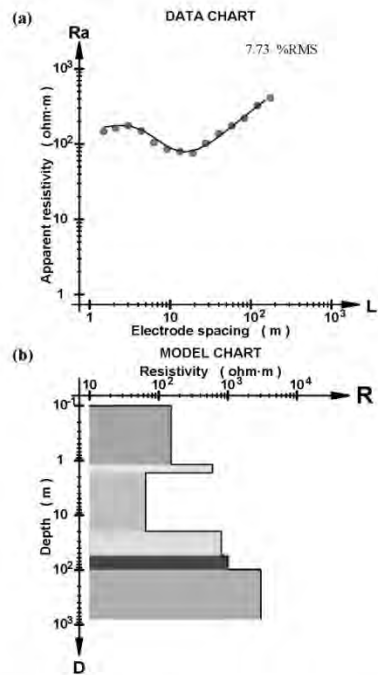 (a) DATA CHART
Ra
7.73 %RMS
10³
10²
10
1
Apparent resistivity ( ohm·m )
1 10 10² 10³
L
Electrode spacing ( m )
(b) MODEL CHART
Resistivity ( ohm·m )
10 10² 10³ 10⁴
R
10⁻¹
1
10
10²
10³
Depth ( m )
D